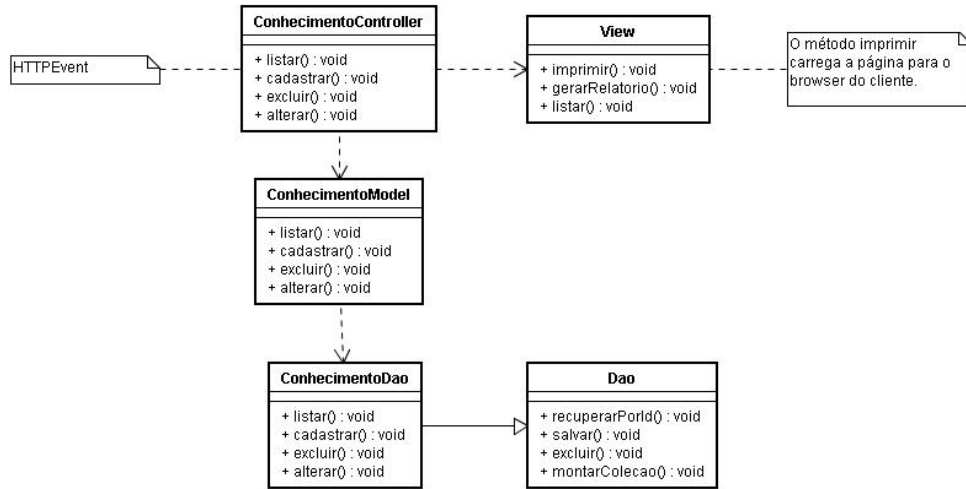 ConhecimentoController
+ listar() : void
+ cadastrar() : void
+ excluir() : void
+ alterar() : void
View
+ imprimir() : void
+ gerarRelatorio() : void
+ listar() : void
HTTPEvent
O método imprimir
carrega a página para o
browser do cliente.
ConhecimentoModel
+ listar() : void
+ cadastrar() : void
+ excluir() : void
+ alterar() : void
ConhecimentoDao
+ listar() : void
+ cadastrar() : void
+ excluir() : void
+ alterar() : void
Dao
+ recuperarPorId() : void
+ salvar() : void
+ excluir() : void
+ montarColecao() : void